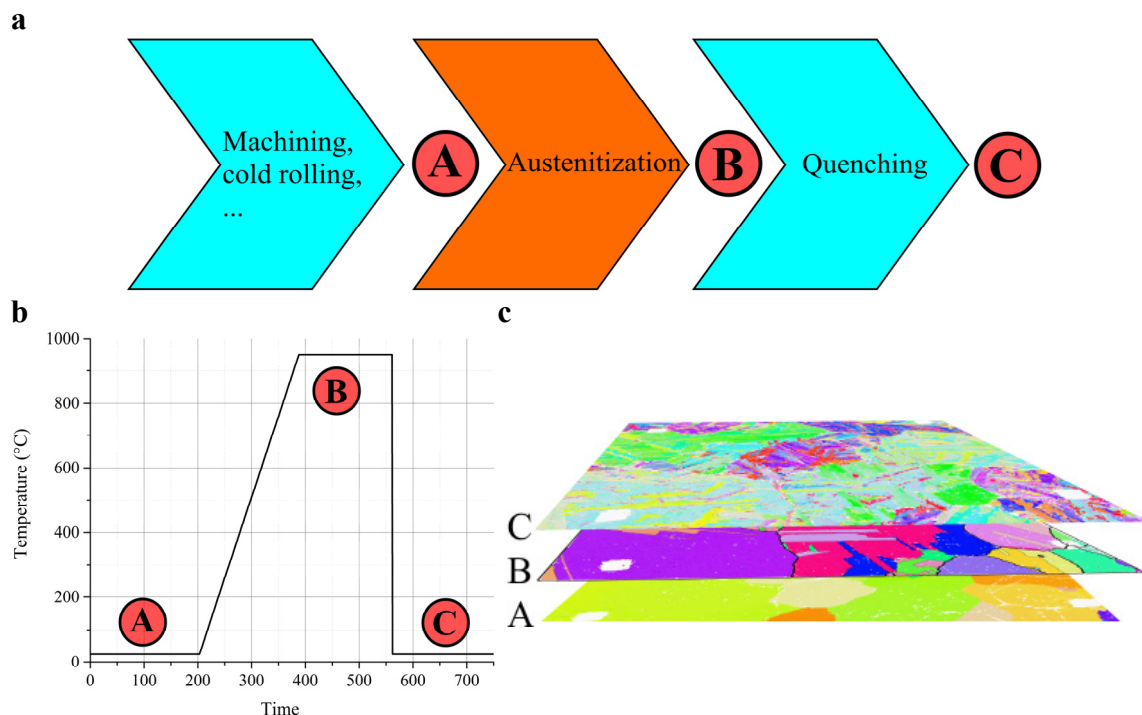 a
Machining,
cold rolling,
...
A
Austenitization
B
Quenching
C
b
c
1000
800
600
400
200
0
Temperature (°C)
A
B
C
0 100 200 300 400 500 600 700
Time
C
B
A